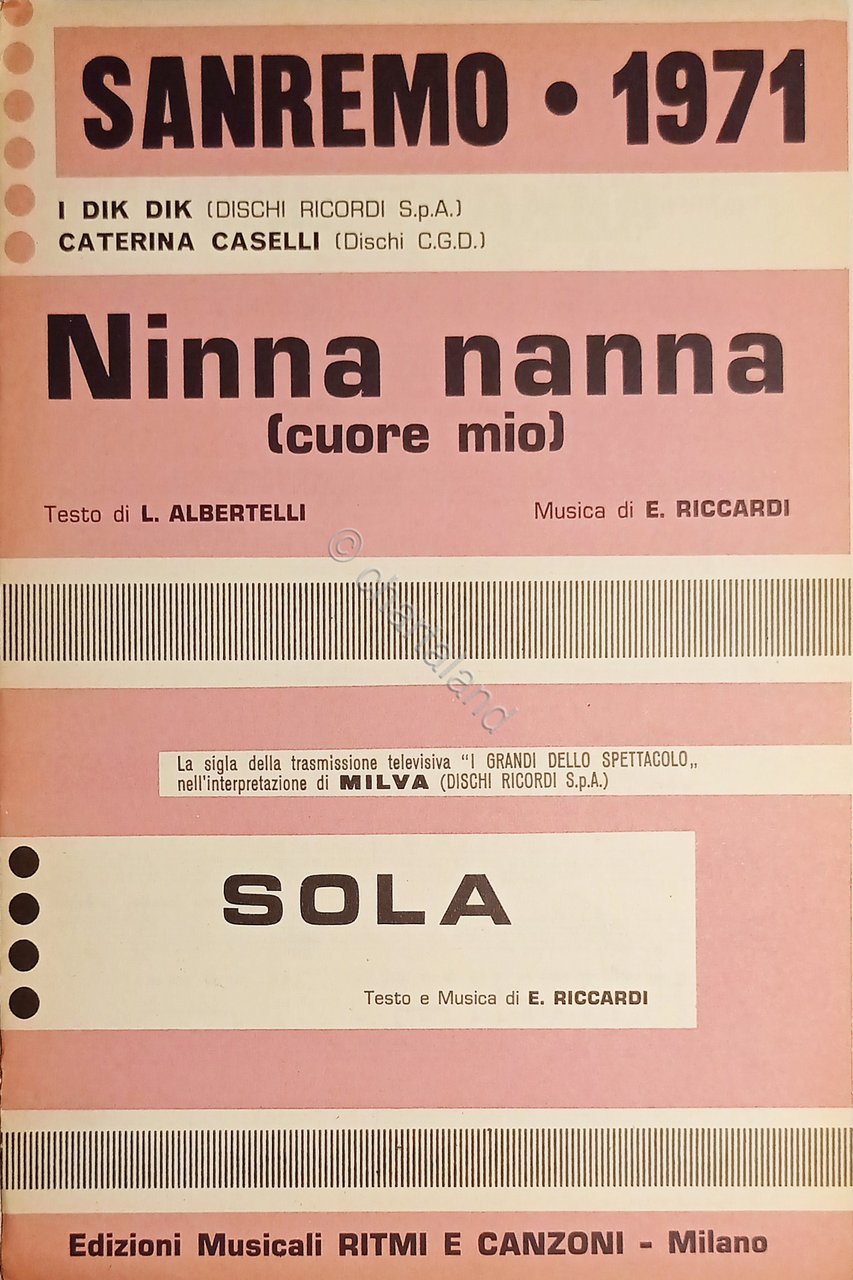 SANREMO • 1971
I DIK DIK (DISCHI RICORDI S.p.A.)
CATERINA CASELLI (Dischi C.G.D.)
Ninna nanna
(cuore mio)
Testo di L. ALBERTELLI
Musica di E. RICCARDI
© chartaland
La sigla della trasmissione televisiva “I GRANDI DELLO SPETTACOLO„
nell'interpretazione di MILVA (DISCHI RICORDI S.p.A.)
SOLA
Testo e Musica di E. RICCARDI
Edizioni Musicali RITMI E CANZONI - Milano